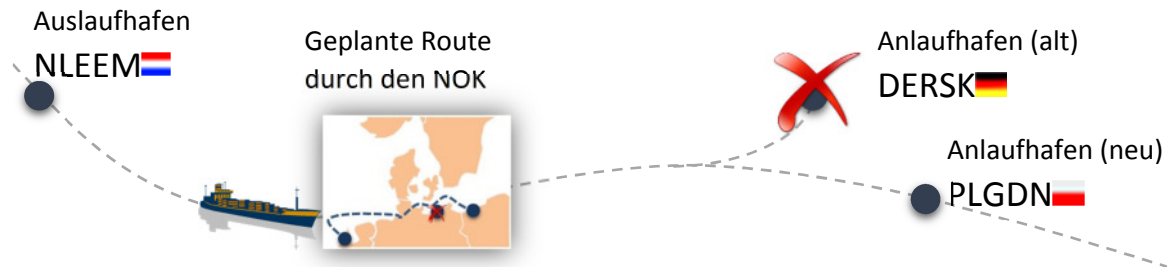 Auslaufhafen
NLEEM
Geplante Route
durch den NOK
Anlaufhafen (alt)
DERSK
Anlaufhafen (neu)
PLGDN